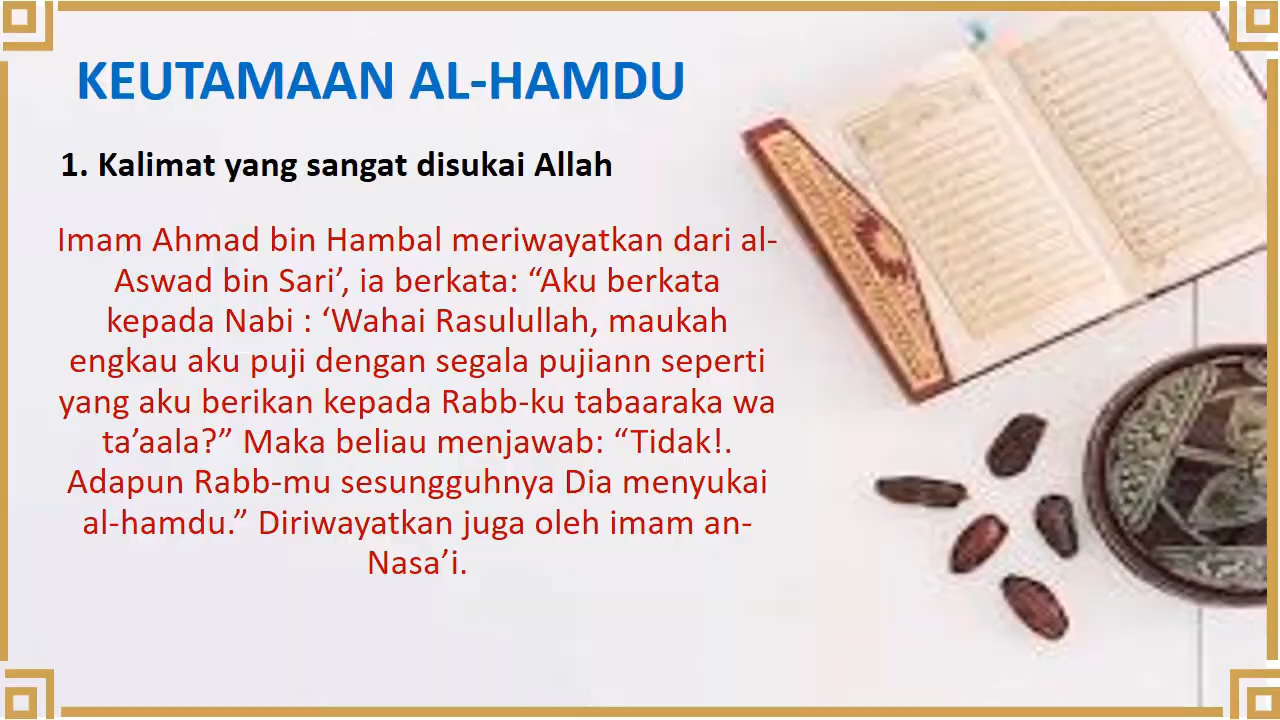 KEUTAMAAN AL-HAMDU
1. Kalimat yang sangat disukai Allah
Imam Ahmad bin Hambal meriwayatkan dari al-
Aswad bin Sari’, ia berkata: “Aku berkata
kepada Nabi : ‘Wahai Rasulullah, maukah
engkau aku puji dengan segala pujiann seperti
yang aku berikan kepada Rabb-ku tabaaraka wa
ta’aala?” Maka beliau menjawab: “Tidak!.
Adapun Rabb-mu sesungguhnya Dia menyukai
al-hamdu.” Diriwayatkan juga oleh imam an-
Nasa’i.